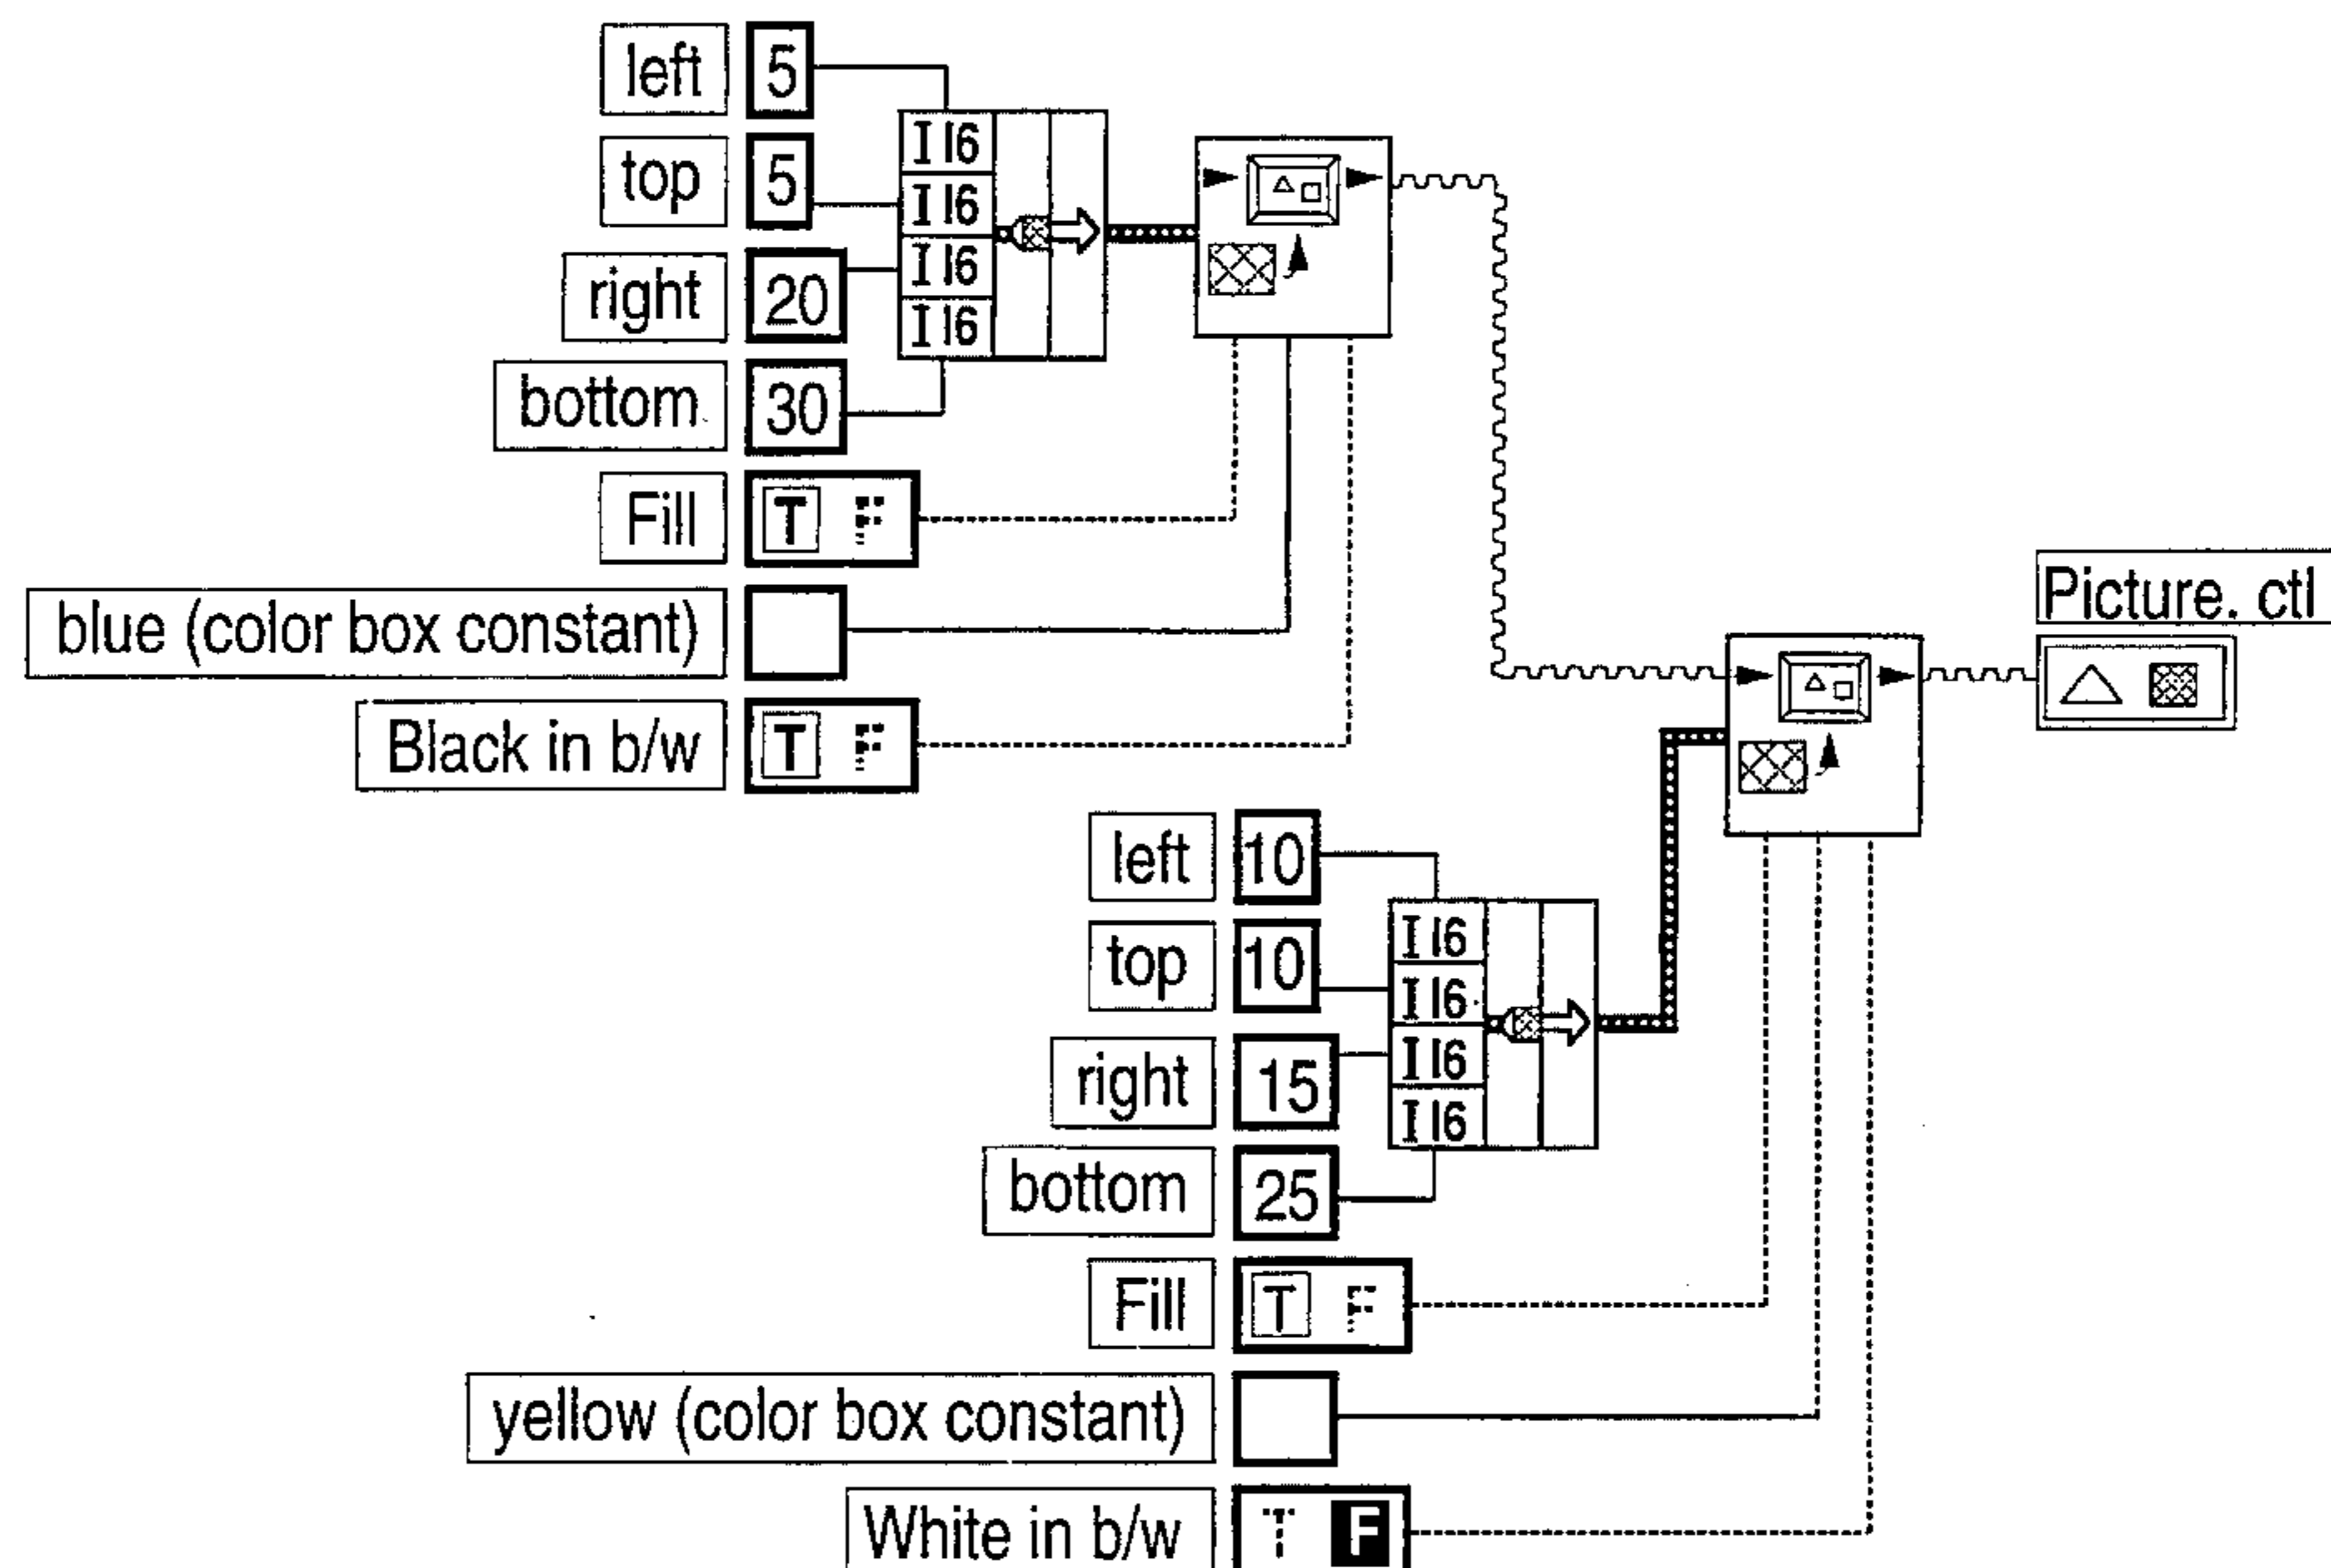 left 5
top 5
right 20
bottom 30
I16
I16
I16
I16
Fill T F
blue (color box constant)
Black in b/w T F
Picture. ctl
left 10
top 10
right 15
bottom 25
I16
I16
I16
I16
Fill T F
yellow (color box constant)
White in b/w T F